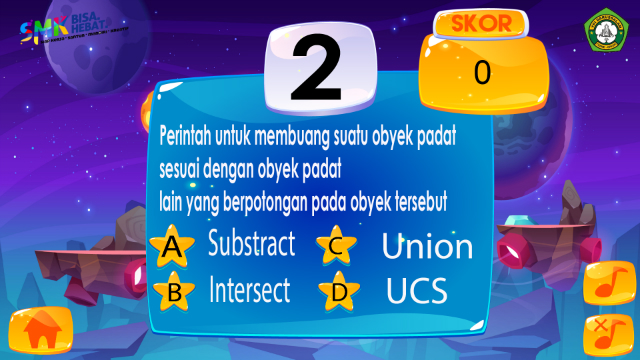 SMK BISA
HEBAT
2
SKOR
0
Perintah untuk membuang suatu obyek padat
sesuai dengan obyek padat
lain yang berpotongan pada obyek tersebut
A Substract
C Union
B Intersect
D UCS